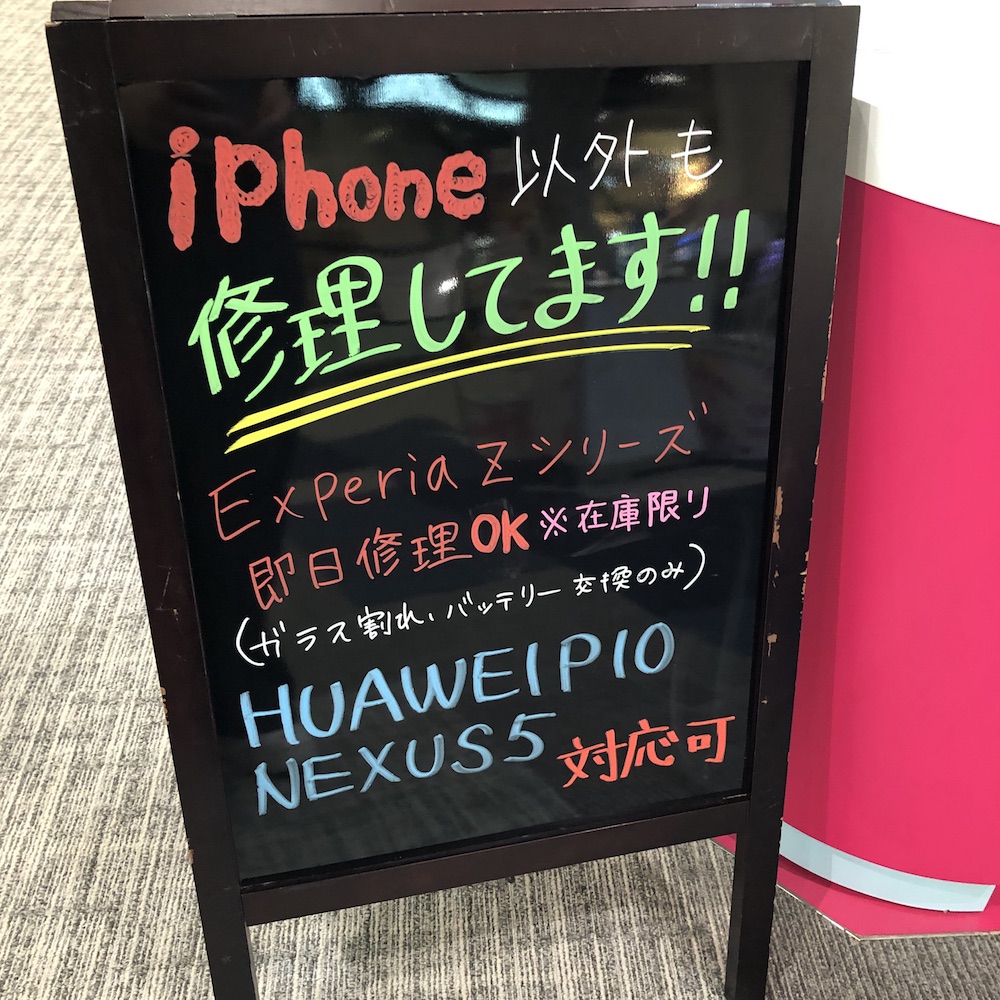 iPhone 以外も
修理してます!!
Experia Zシリーズ
即日修理OK ※在庫限り
(ガラス割れ、バッテリー交換のみ)
HUAWEI P10
NEXUS5 対応可